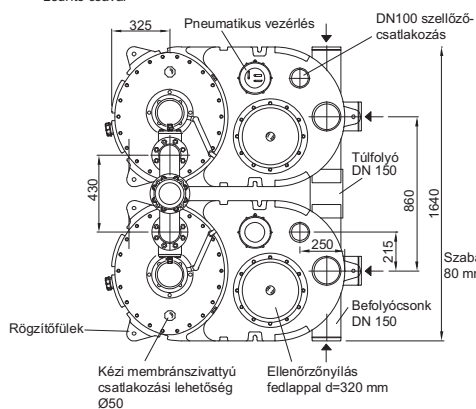 325
Pneumatikus vezérlés
DN100 szellőző-
csatlakozás
430
Túlfolyó
DN 150
860
1640
250
215
80 mm
Befolyócsonk
DN 150
Rögzítőfülek
Kézi membránszivattyú
csatlakozási lehetőség
Ø50
Ellenőrzőnyílás
fedlappal d=320 mm